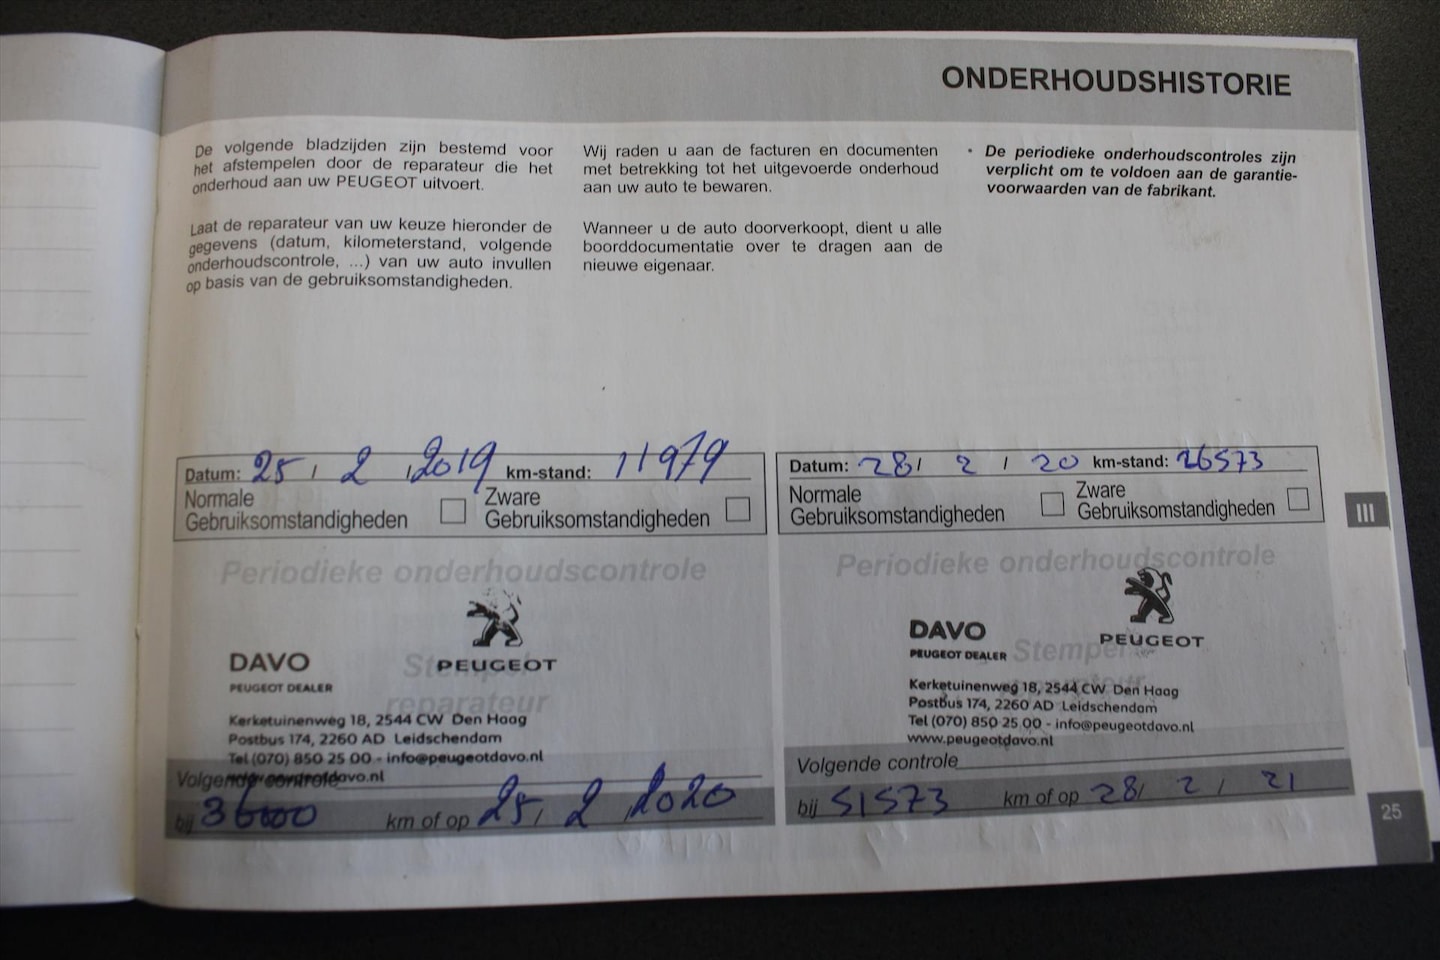 ONDERHOUDSHISTORIE
De volgende bladzijden zijn bestemd voor
het afstempelen door de reparateur die het
onderhoud aan uw PEUGEOT uitvoert.
Laat de reparateur van uw keuze hieronder de
gegevens (datum, kilometerstand, volgende
onderhoudscontrole, ...) van uw auto invullen
op basis van de gebruiksomstandigheden.
Wij raden u aan de facturen en documenten
met betrekking tot het uitgevoerde onderhoud
aan uw auto te bewaren.
Wanneer u de auto doorverkoopt, dient u alle
boorddocumentatie over te dragen aan de
nieuwe eigenaar.
• De periodieke onderhoudscontroles zijn
verplicht om te voldoen aan de garantie-
voorwaarden van de fabrikant.
Datum: 25 / 2 / 2019 km-stand: 11979
Normale
Gebruiksomstandigheden
Zware
Gebruiksomstandigheden
Periodieke onderhoudscontrole
Stempel
reparateur
DAVO
PEUGEOT DEALER
PEUGEOT
Kerketuinenweg 18, 2544 CW Den Haag
Postbus 174, 2260 AD Leidschendam
Tel (070) 850 25 00 - info@peugeotdavo.nl
www.peugeotdavo.nl
Volgende controle
bij km of op 25 / 2 / 2020
Datum: 28 / 2 / 20 km-stand: 26573
Normale
Gebruiksomstandigheden
Zware
Gebruiksomstandigheden
Periodieke onderhoudscontrole
Stempel
DAVO
PEUGEOT DEALER
PEUGEOT
Kerketuinenweg 18, 2544 CW Den Haag
Postbus 174, 2260 AD Leidschendam
Tel (070) 850 25 00 - info@peugeotdavo.nl
www.peugeotdavo.nl
Volgende controle
bij 51573 km of op 28 / 2 / 21
III
25